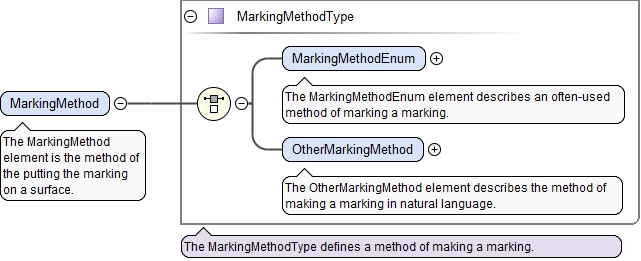 MarkingMethodType
MarkingMethodEnum
The MarkingMethodEnum element describes an often-used
method of marking a marking.
MarkingMethod
The MarkingMethod
element is the method of
the putting the marking
on a surface.
OtherMarkingMethod
The OtherMarkingMethod element describes the method of
making a marking in natural language.
The MarkingMethodType defines a method of making a marking.